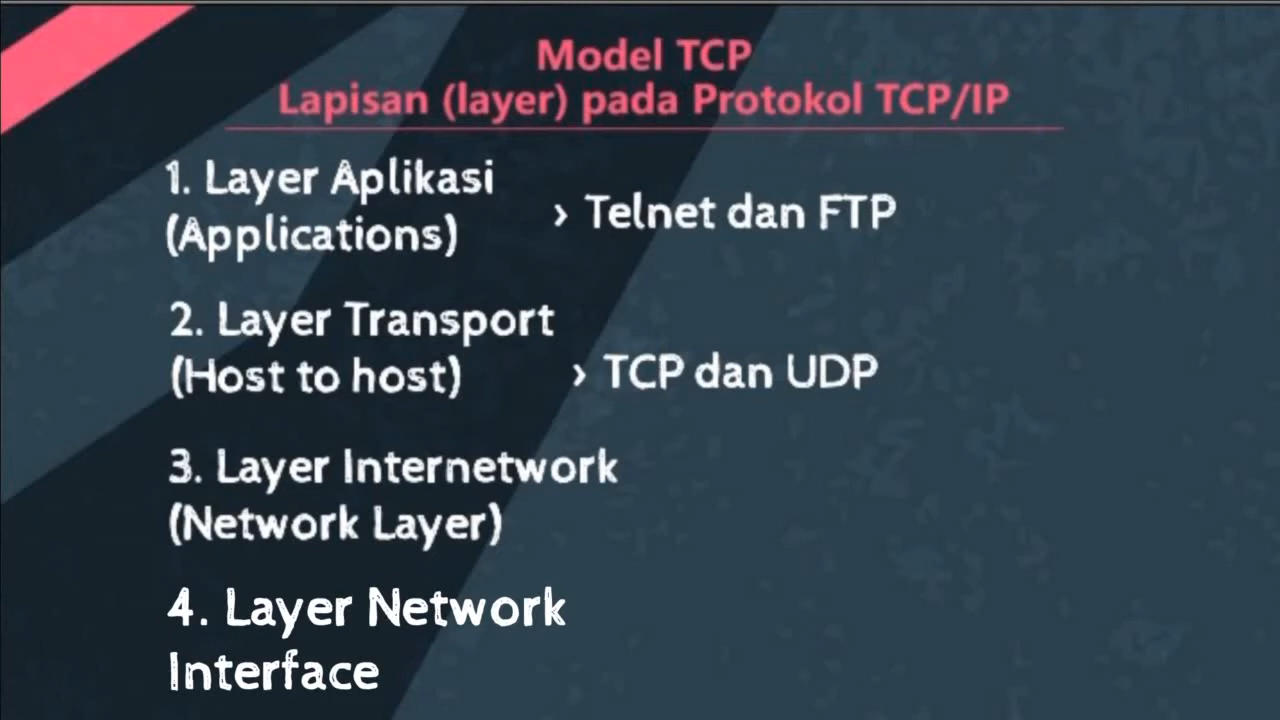 Model TCP
Lapisan (layer) pada Protokol TCP/IP
1. Layer Aplikasi
(Applications)
› Telnet dan FTP
2. Layer Transport
(Host to host)
› TCP dan UDP
3. Layer Internetwork
(Network Layer)
4. Layer Network
Interface